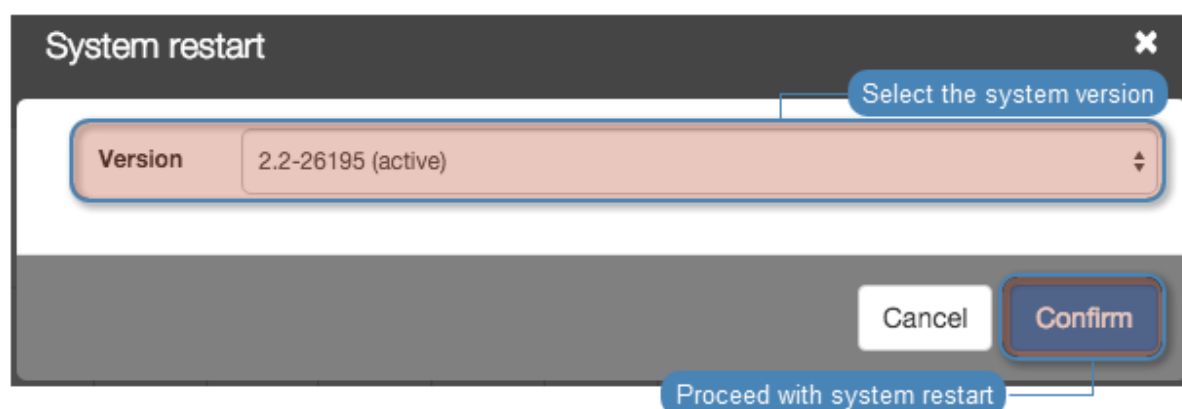 System restart
Select the system version
Version 2.2-26195 (active)
Cancel Confirm
Proceed with system restart